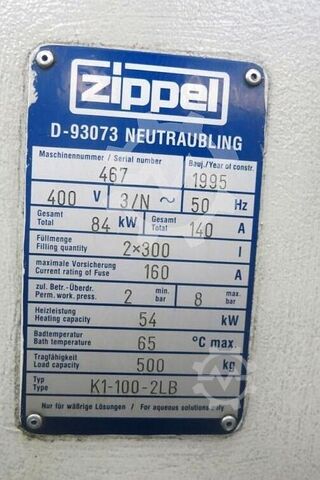 zippel
D-93073 NEUTRAUBLING
Maschinennummer / Serial number Bauj./Year of constr.
467 1995
400 V 3/N ~ 50 Hz
Gesamt Total 84 kW Gesamt Total 140 A
Füllmenge
Filling quantity 2×300 l
maximale Vorsicherung
Current rating of Fuse 160 A
zul. Betr.-Überdr.
Perm. work. press. 2 min. bar 8 max. bar
Heizleistung
Heating capacity 54 kW
Badtemperatur
Bath temperature 65 °C max.
Tragfähigkeit
Load capacity 500 kg
Typ
Type K1-100-2LB
Nur für wäßrige Lösungen / For aqueous solutions only